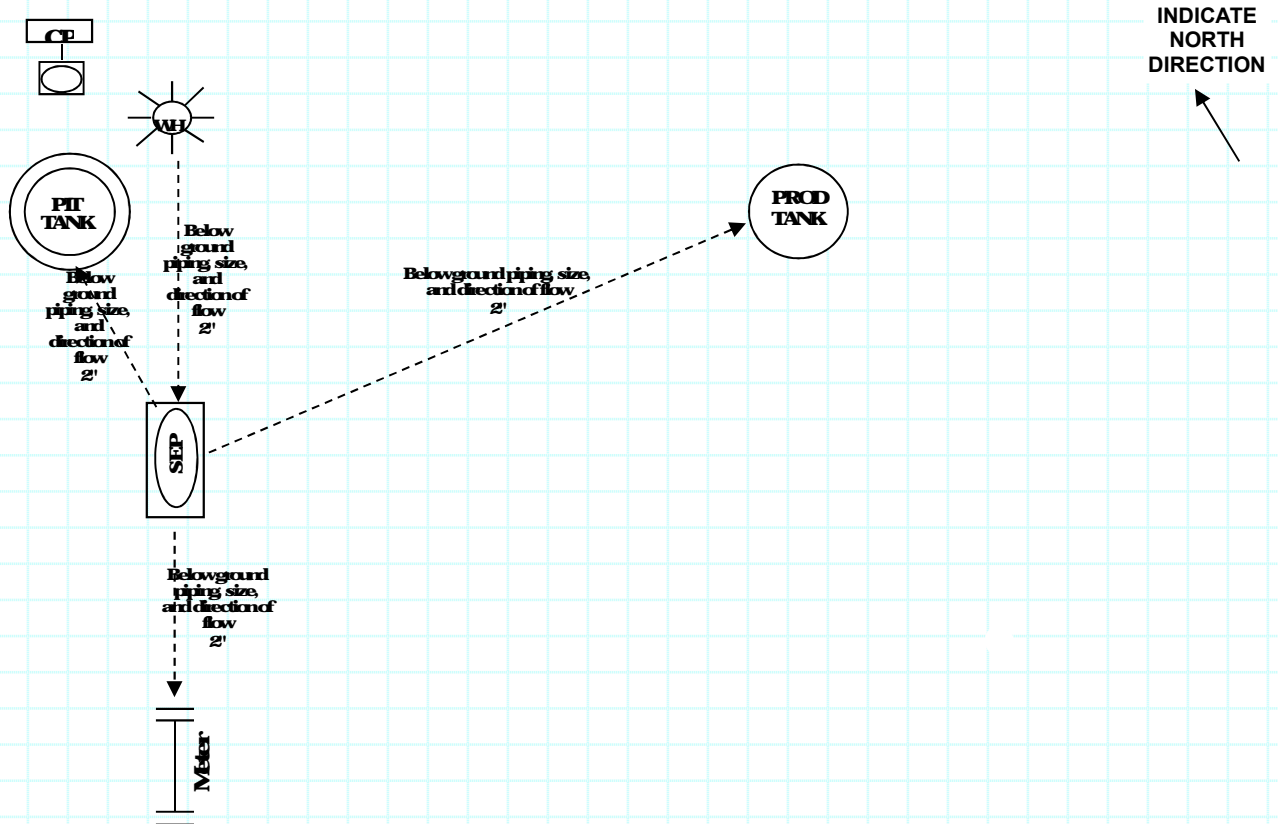 INDICATE
NORTH
DIRECTION
WH
PIT
TANK
PROD
TANK
Below
ground
piping, size,
and
direction of
flow
2"
Below
ground
piping, size,
and
direction of
flow
2"
Below ground piping, size,
and direction of flow
2"
SEP
Below ground
piping, size,
and direction of
flow
2"
Meter